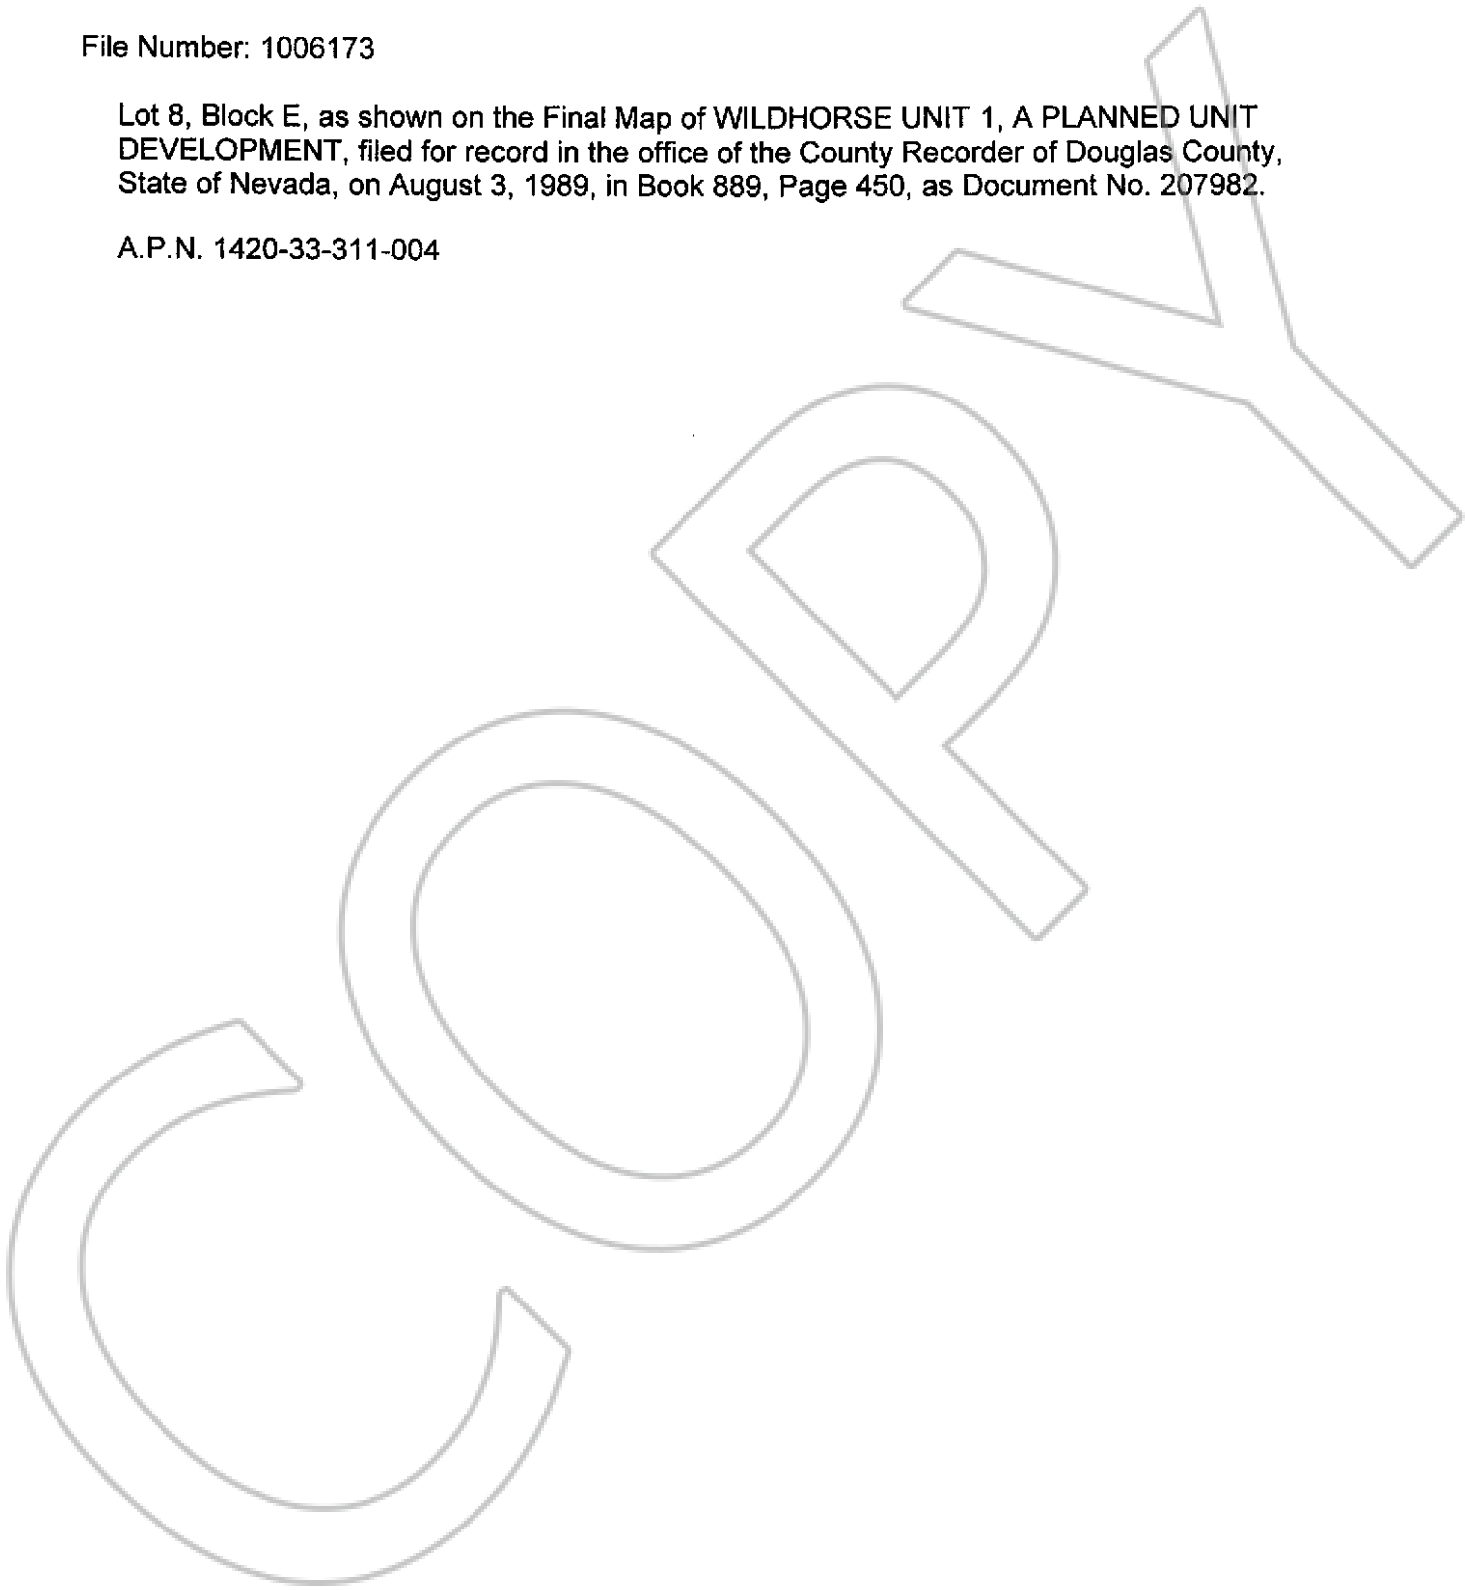 File Number: 1006173
Lot 8, Block E, as shown on the Final Map of WILDHORSE UNIT 1, A PLANNED UNIT
DEVELOPMENT, filed for record in the office of the County Recorder of Douglas County,
State of Nevada, on August 3, 1989, in Book 889, Page 450, as Document No. 207982.
A.P.N. 1420-33-311-004
COPY